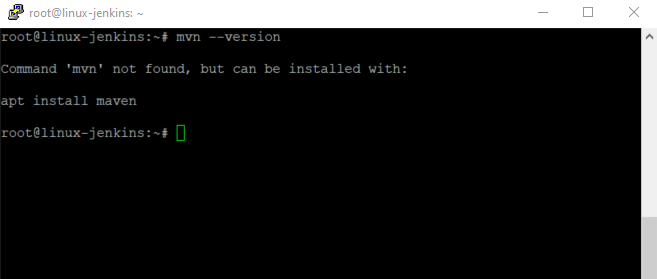 root@linux-jenkins: ~
root@linux-jenkins:~# mvn --version
Command 'mvn' not found, but can be installed with:
apt install maven
root@linux-jenkins:~#